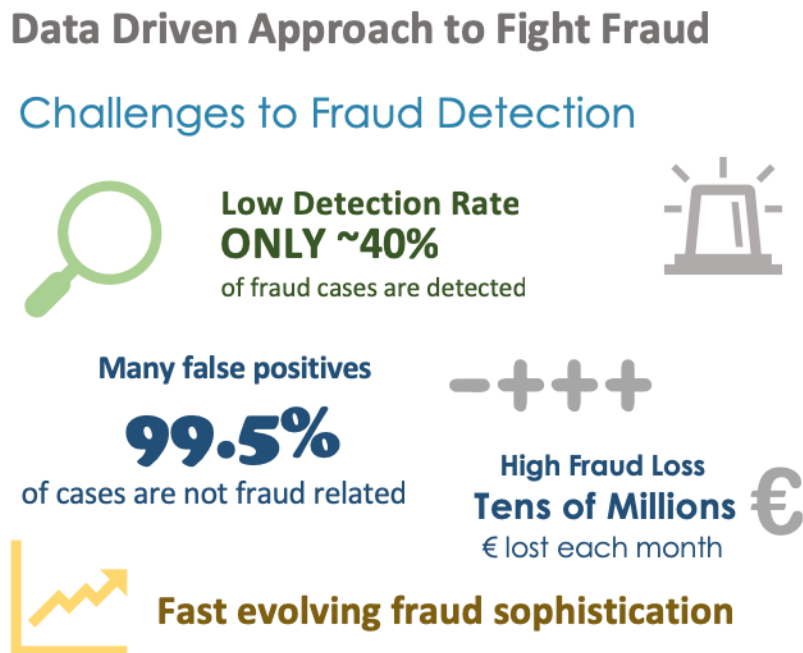 Data Driven Approach to Fight Fraud
Challenges to Fraud Detection
Low Detection Rate
ONLY ~40%
of fraud cases are detected
Many false positives
99.5%
of cases are not fraud related
High Fraud Loss
Tens of Millions
€ lost each month
€
Fast evolving fraud sophistication